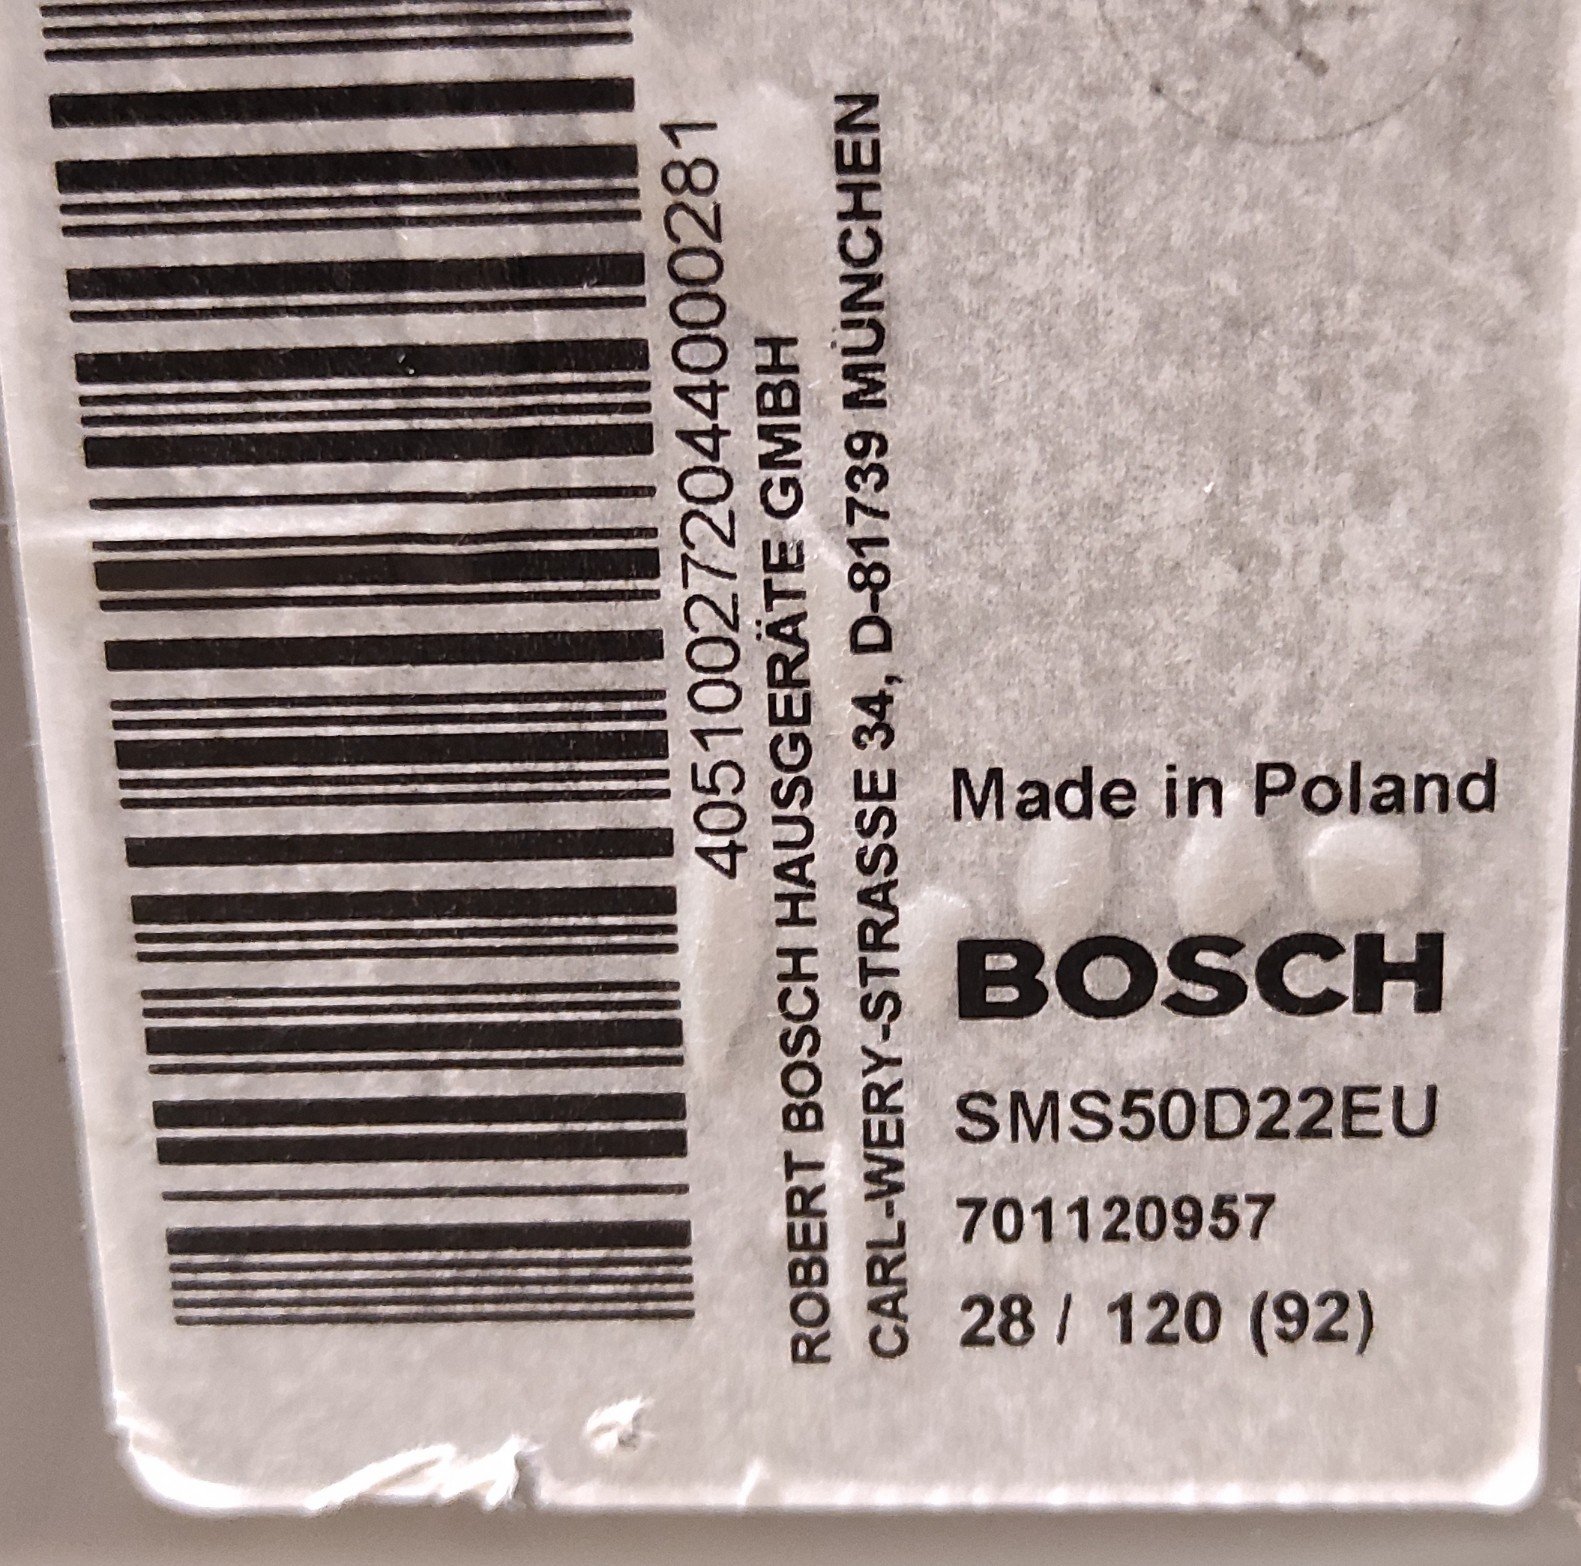 405100272044000281
ROBERT BOSCH HAUSGERÄTE GMBH
CARL-WERY-STRASSE 34, D-81739 MÜNCHEN
Made in Poland
BOSCH
SMS50D22EU
701120957
28 / 120 (92)